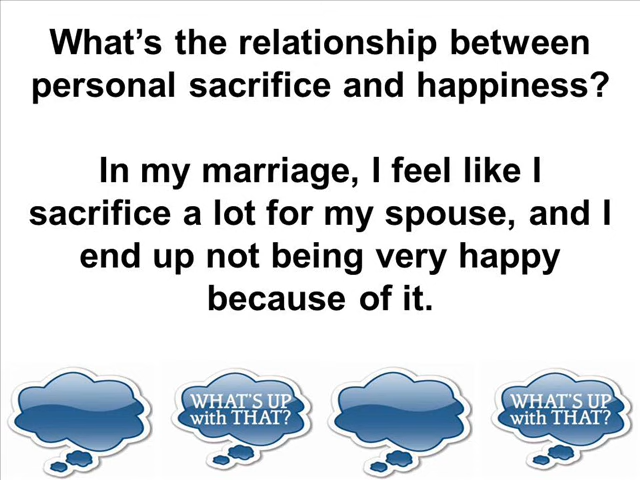 What's the relationship between
personal sacrifice and happiness?
In my marriage, I feel like I
sacrifice a lot for my spouse, and I
end up not being very happy
because of it.
WHAT'S UP
with THAT?
WHAT'S UP
with THAT?